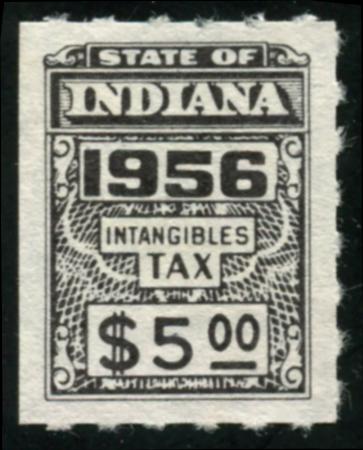 STATE OF
INDIANA
1956
INTANGIBLES
TAX
$5 00